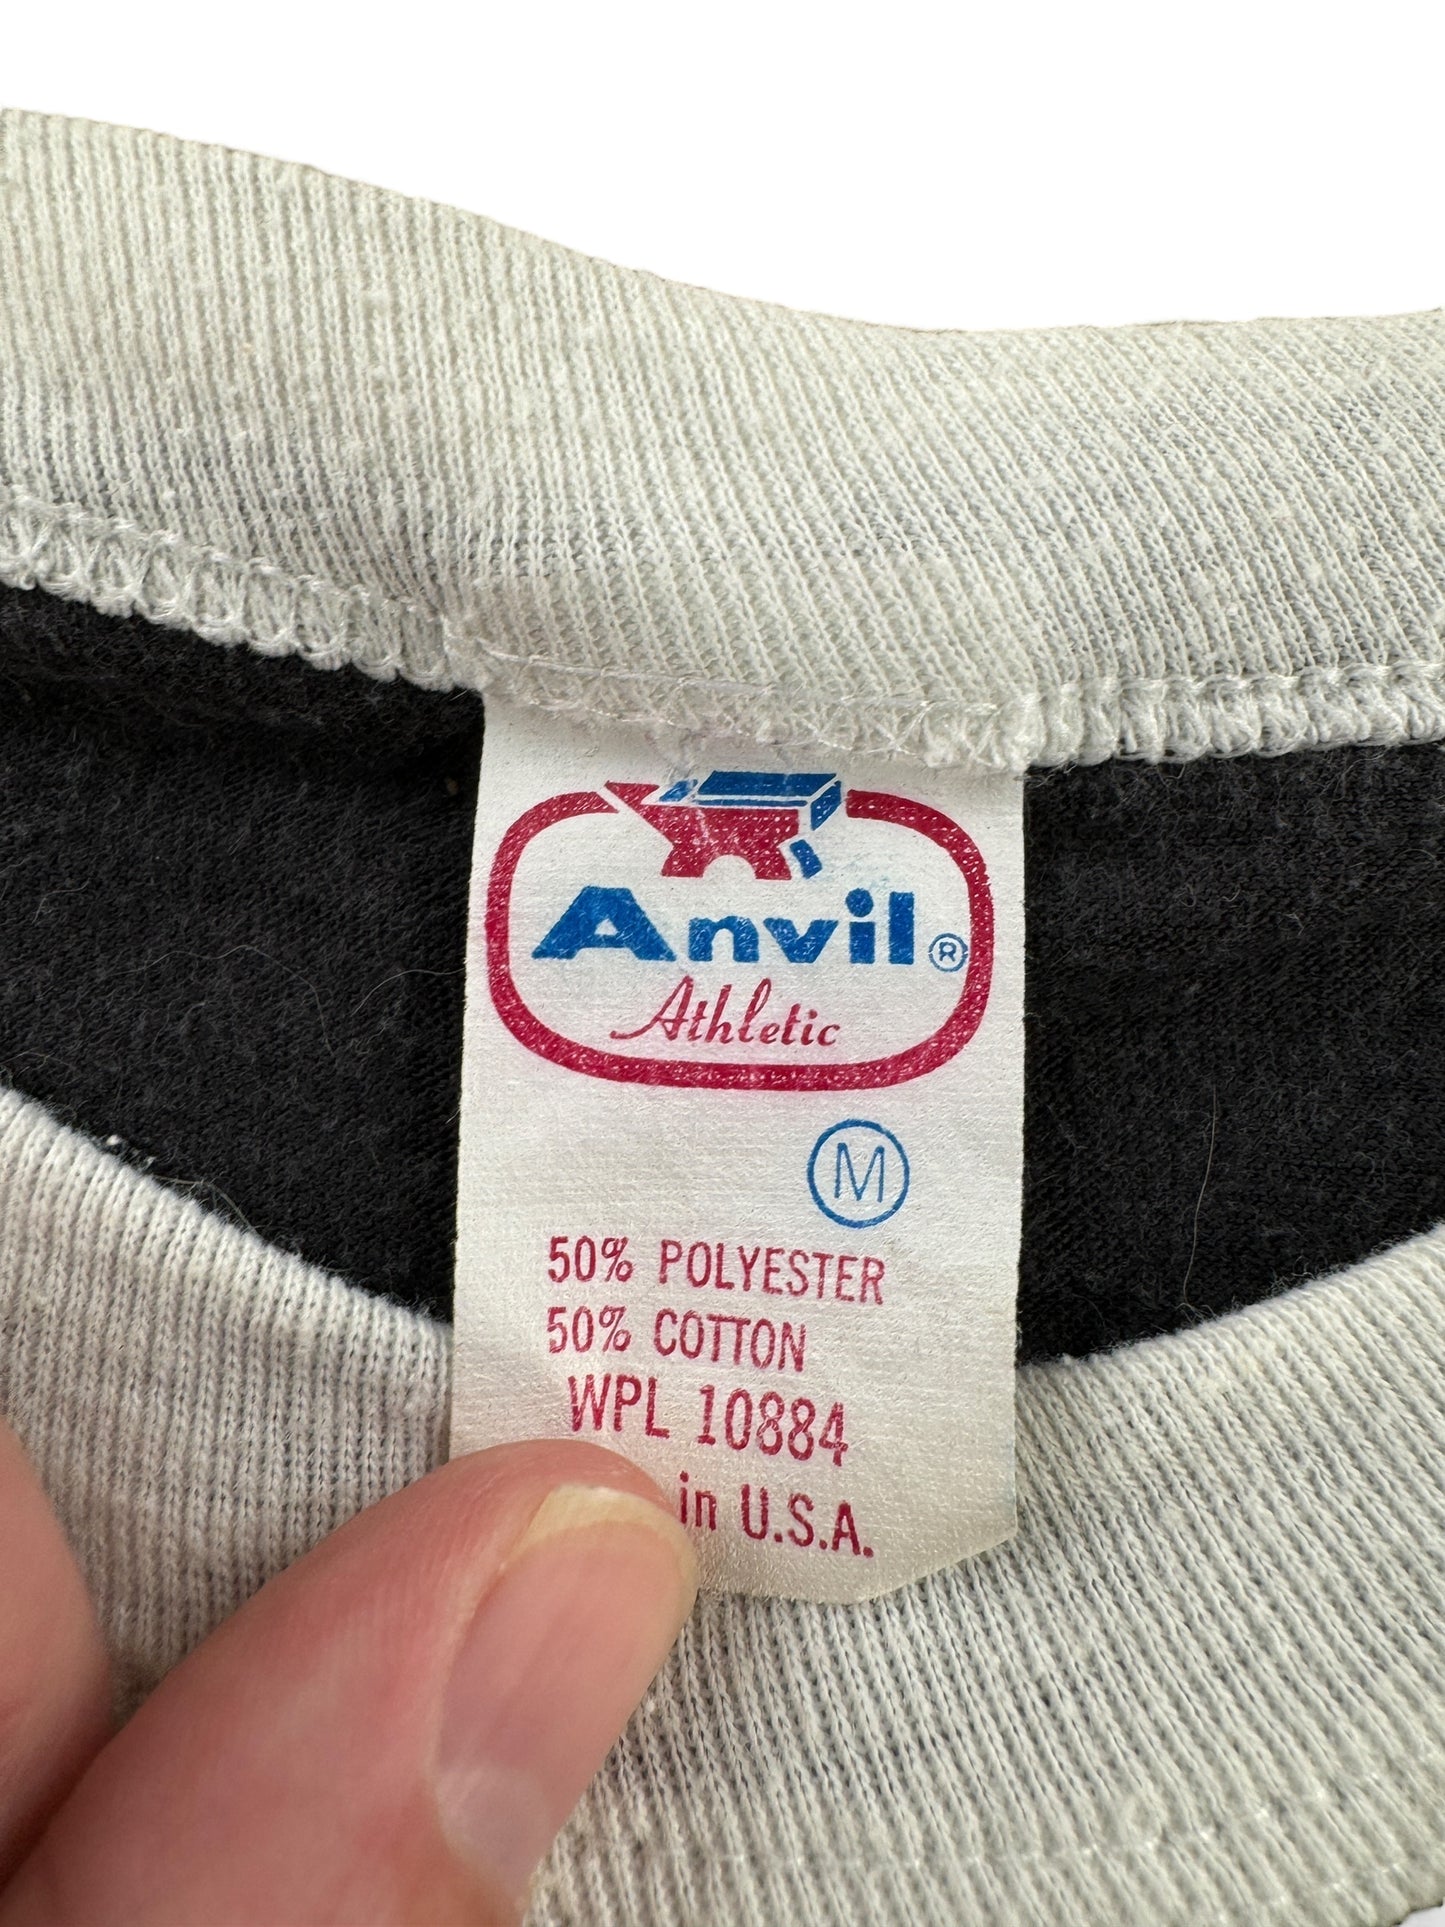 Anvil®
Athletic
M
50% POLYESTER
50% COTTON
WPL 10884
in U.S.A.